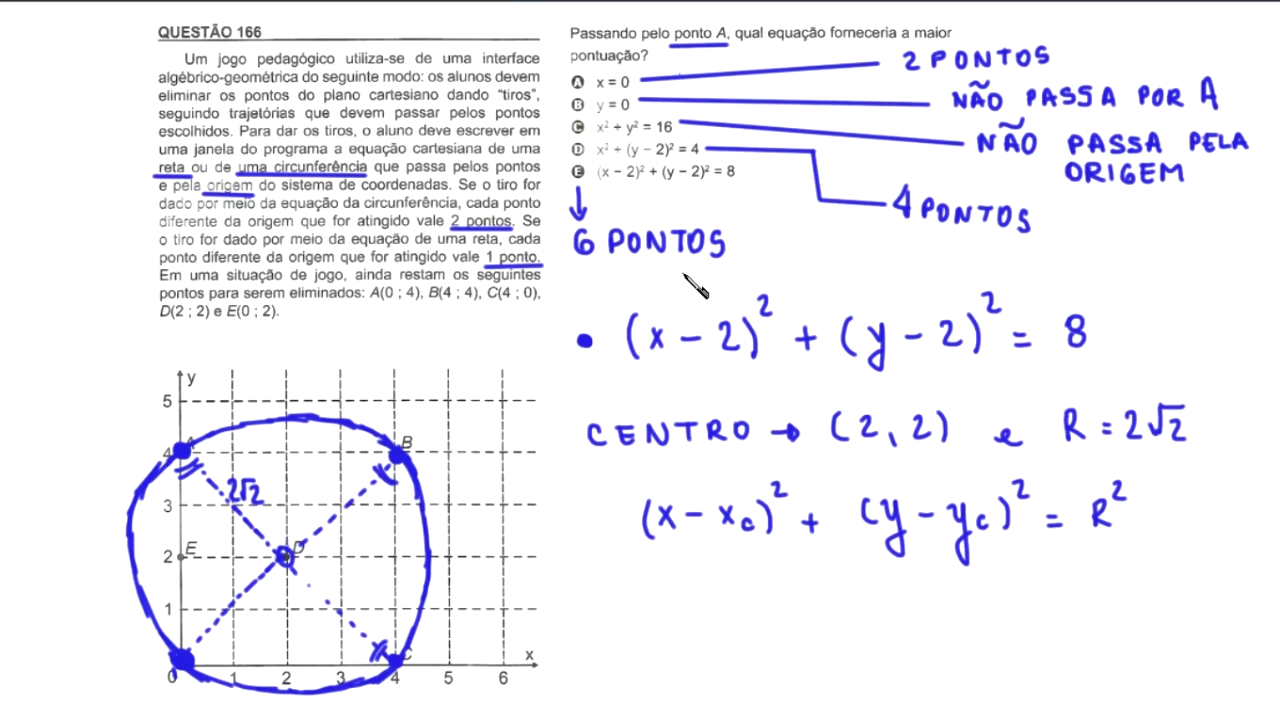 QUESTÃO 166
Um jogo pedagógico utiliza-se de uma interface
algébrico-geométrica do seguinte modo: os alunos devem
eliminar os pontos do plano cartesiano dando "tiros",
seguindo trajetórias que devem passar pelos pontos
escolhidos. Para dar os tiros, o aluno deve escrever em
uma janela do programa a equação cartesiana de uma
reta ou de uma circunferência que passa pelos pontos
e pela origem do sistema de coordenadas. Se o tiro for
dado por meio da equação da circunferência, cada ponto
diferente da origem que for atingido vale 2 pontos. Se
o tiro for dado por meio da equação de uma reta, cada
ponto diferente da origem que for atingido vale 1 ponto.
Em uma situação de jogo, ainda restam os seguintes
pontos para serem eliminados: A(0 ; 4), B(4 ; 4), C(4 ; 0),
D(2 ; 2) e E(0 ; 2).
y
5
A B
4
2√2
3
2 E D
1
C x
0 1 2 3 4 5 6
Passando pelo ponto A, qual equação forneceria a maior
pontuação?
A x = 0 2 PONTOS
B y = 0 NÃO PASSA POR A
C x² + y² = 16 NÃO PASSA PELA
ORIGEM
D x² + (y – 2)² = 4 4 PONTOS
E (x – 2)² + (y – 2)² = 8
6 PONTOS
• (x – 2)² + (y – 2)² = 8
CENTRO → (2, 2) e R = 2√2
(x – xc)² + (y – yc)² = R²